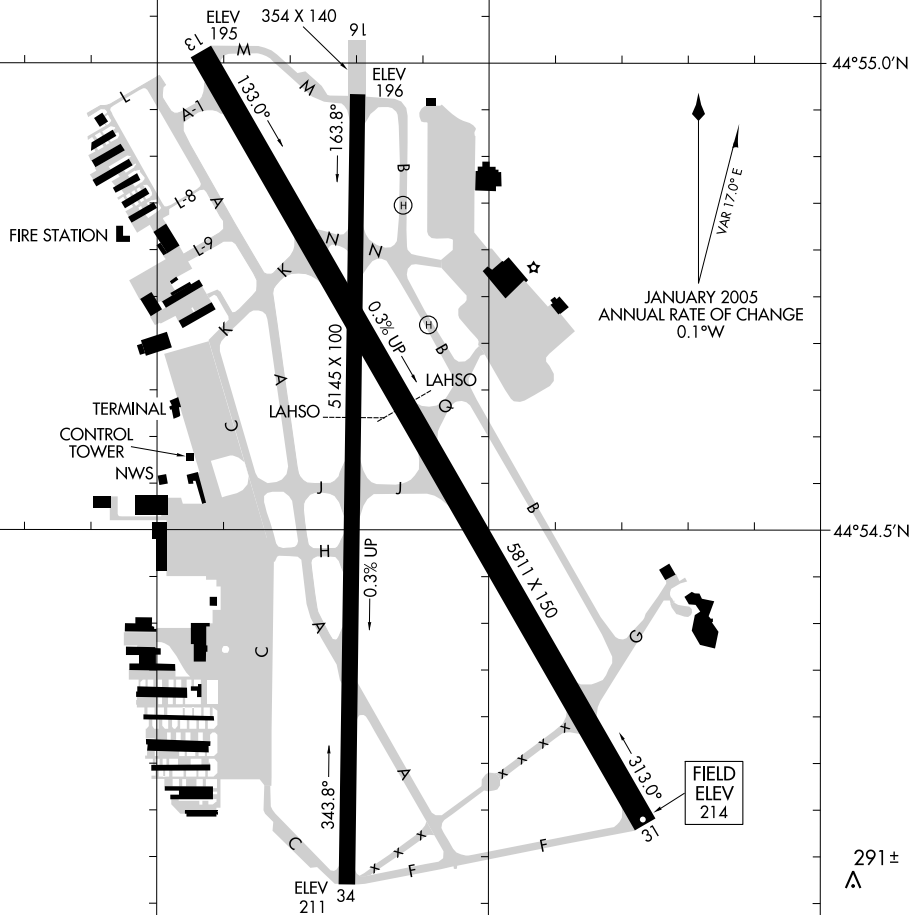 354 X 140
16
ELEV
195
13
M
44°55.0'N
ELEV
196
L
A-1
133.0°
M
163.8°
B
VAR 17.0° E
L-8
A
H
FIRE STATION
L-9
N
N
K
JANUARY 2005
ANNUAL RATE OF CHANGE
0.1°W
0.3% UP
H
K
5145 X 100
B
A
LAHSO
TERMINAL
LAHSO
Q
C
CONTROL
TOWER
NWS
J
J
B
44°54.5'N
H
0.3% UP
5811 X 150
A
G
C
x
x
x
x
A
313.0°
FIELD
ELEV
214
343.8°
31
x
x
x
C
F
F
291±
ELEV
211
34